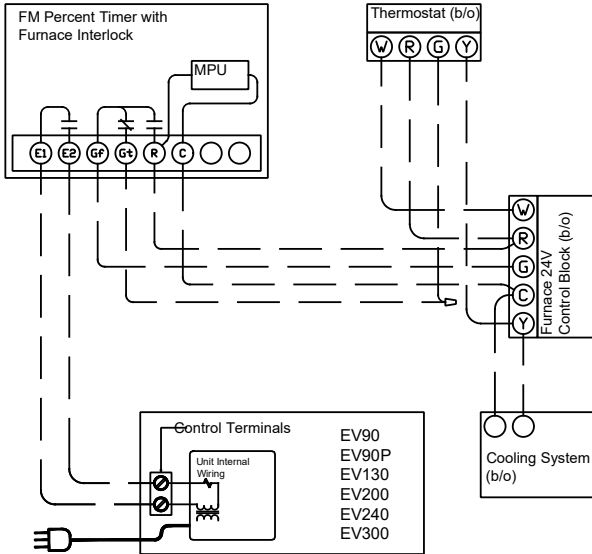 FM Percent Timer with
Furnace Interlock
MPU
E1 E2 Gf Gt R C
Thermostat (b/o)
W R G Y
W
R
G
C
Y
Furnace 24V
Control Block (b/o)
Control Terminals
Unit Internal
Wiring
EV90
EV90P
EV130
EV200
EV240
EV300
Cooling System
(b/o)